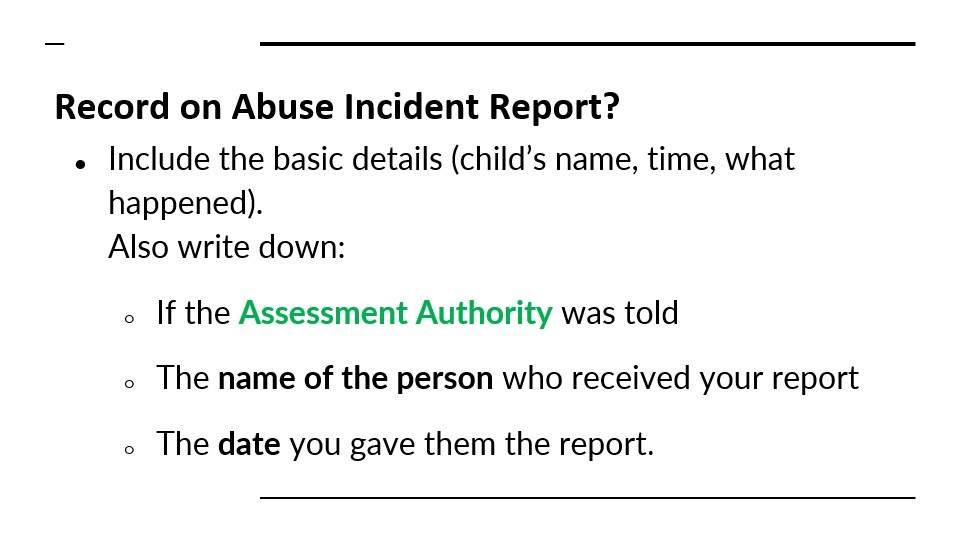 Record on Abuse Incident Report?
● Include the basic details (child’s name, time, what
happened).
Also write down:
○ If the Assessment Authority was told
○ The name of the person who received your report
○ The date you gave them the report.